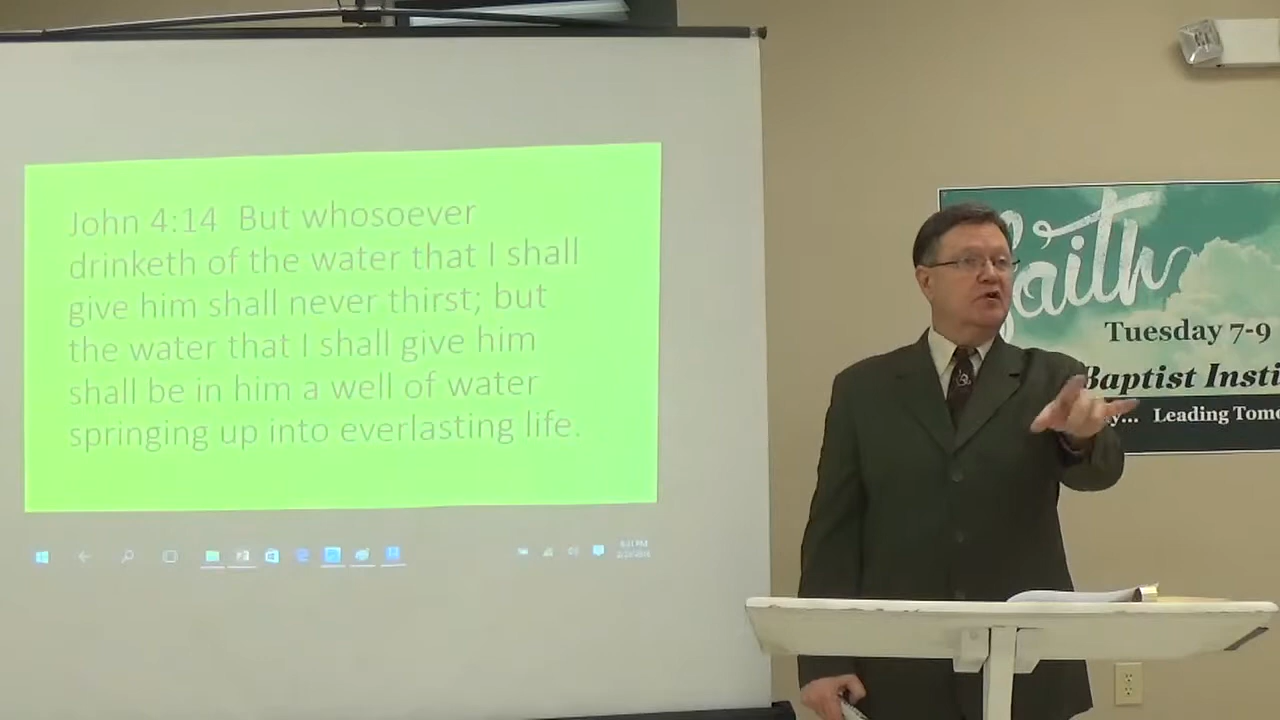 John 4:14 But whosoever
drinketh of the water that I shall
give him shall never thirst; but
the water that I shall give him
shall be in him a well of water
springing up into everlasting life.
faith
Tuesday 7-9
Baptist Insti
Leading Tomo